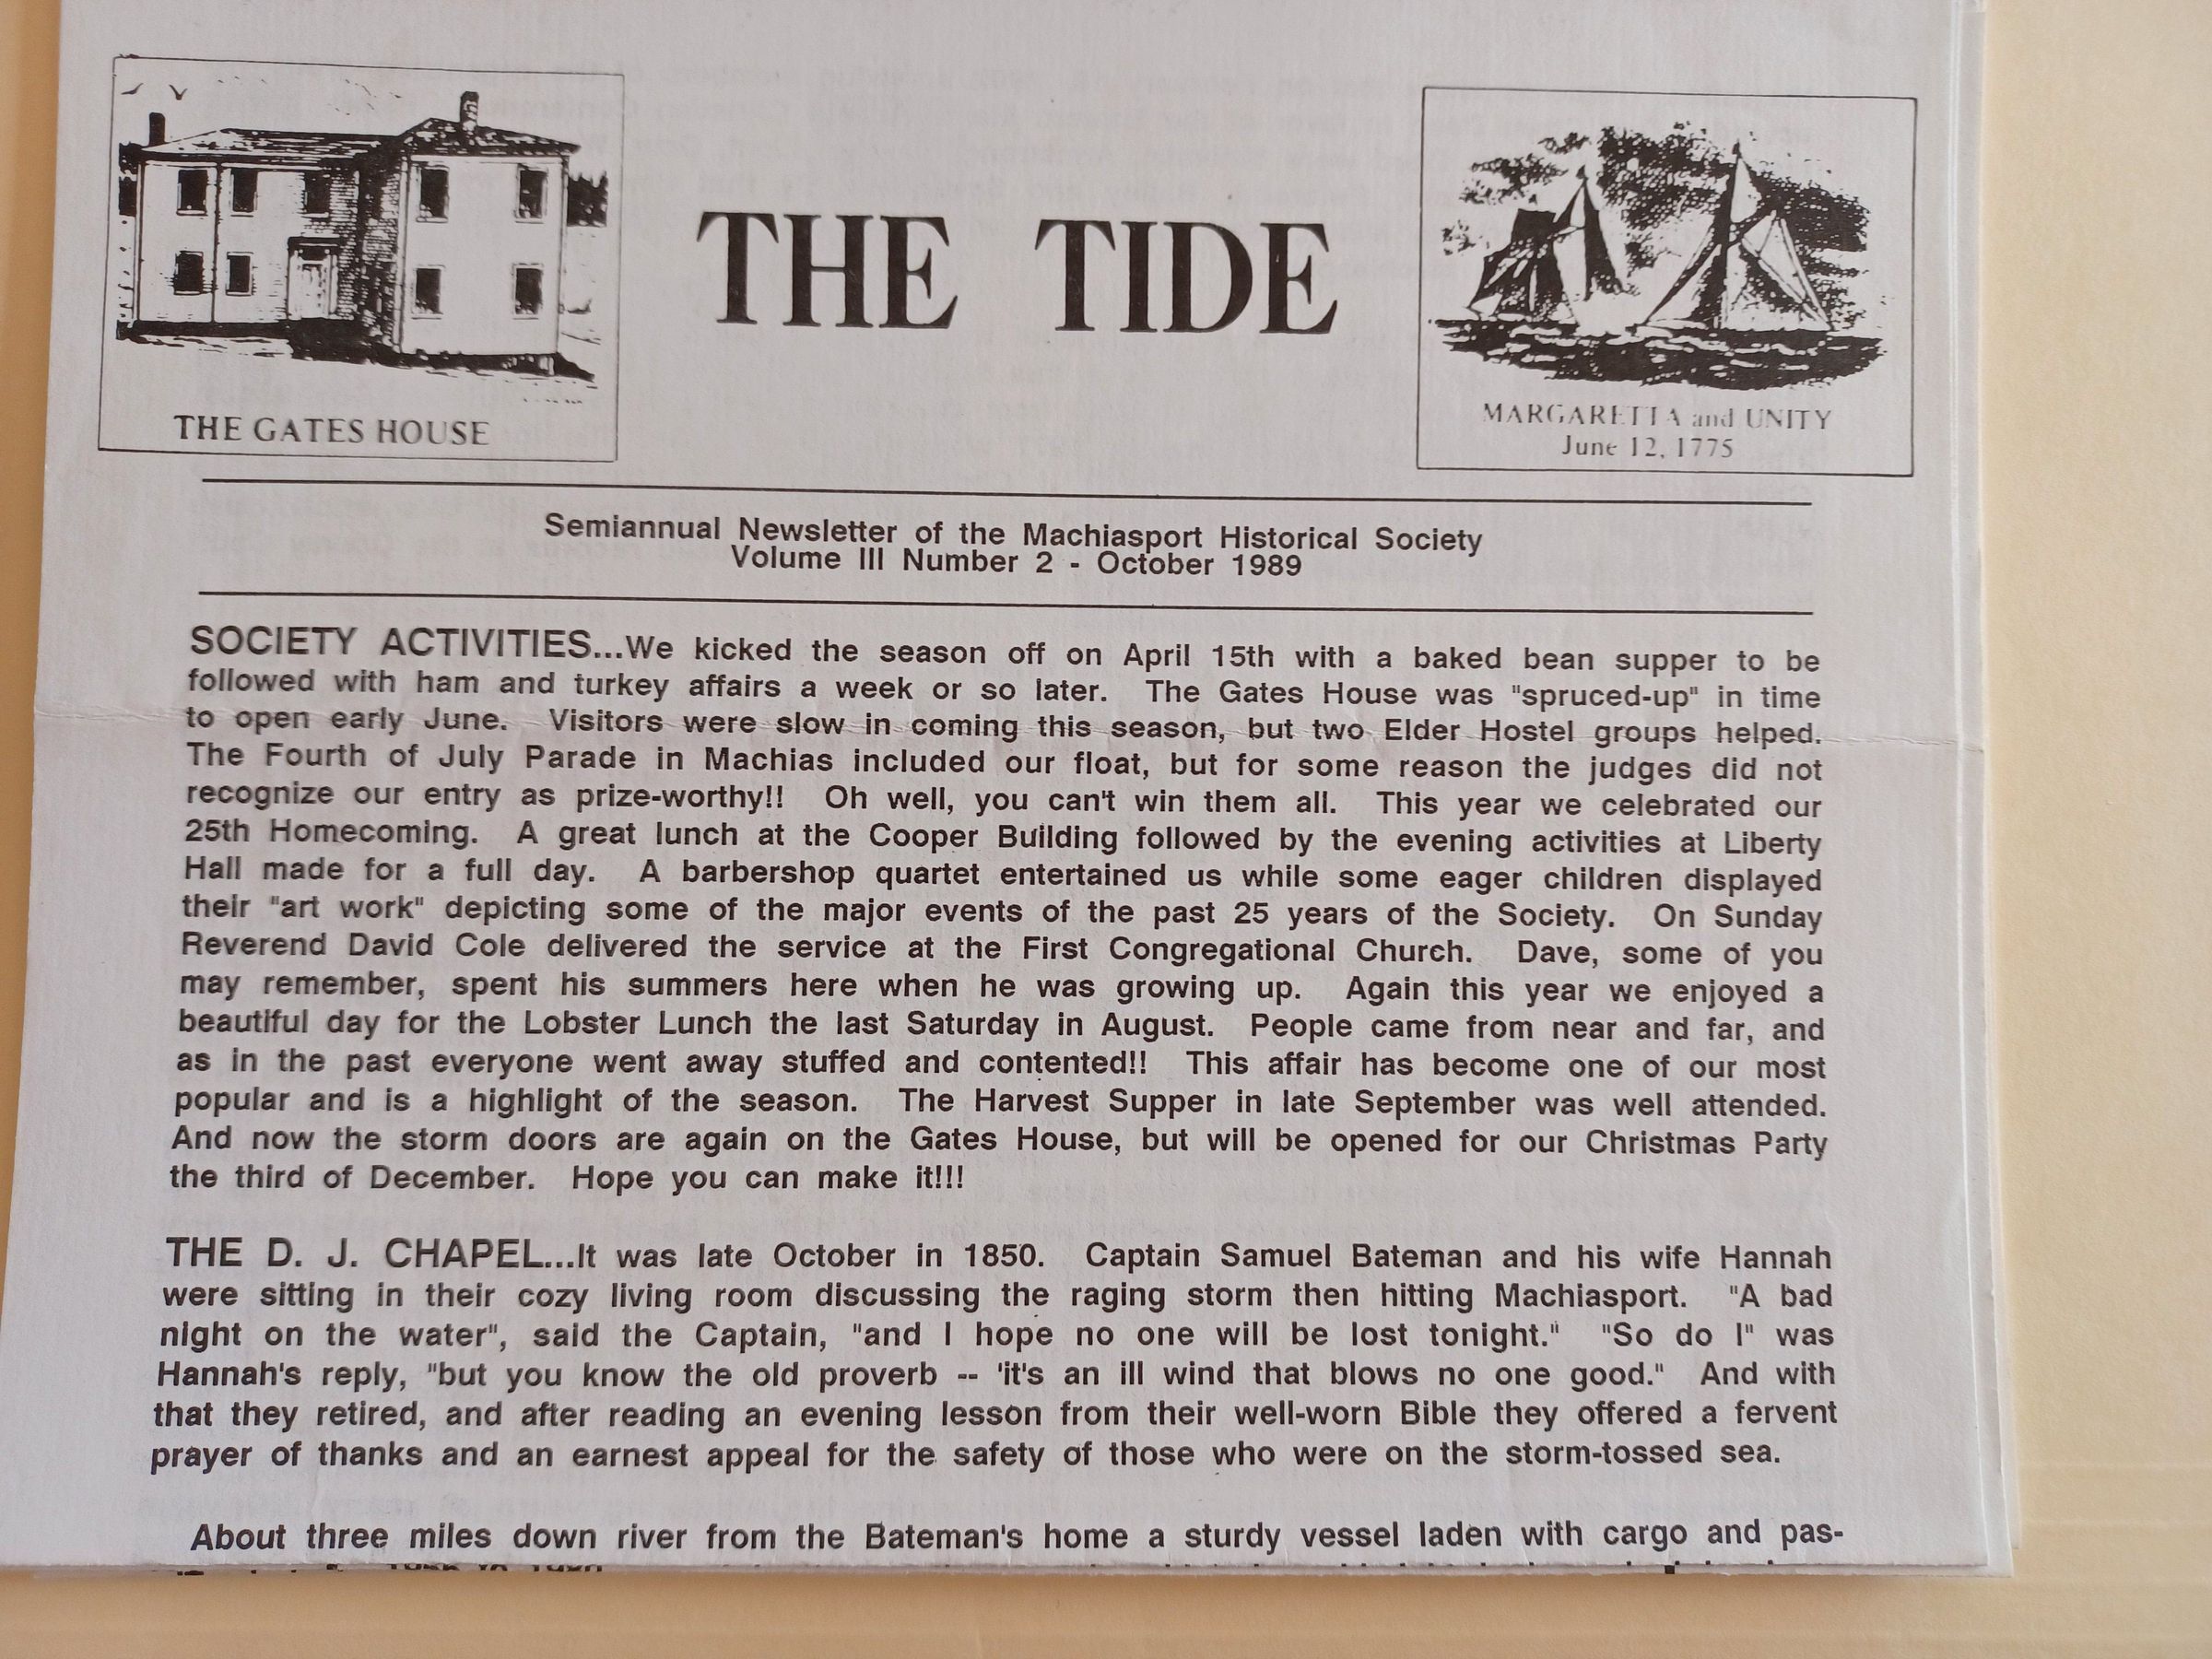 THE TIDE
THE GATES HOUSE
MARGARETTA and UNITY
June 12, 1775
Semiannual Newsletter of the Machiasport Historical Society
Volume III Number 2 - October 1989
SOCIETY ACTIVITIES...We kicked the season off on April 15th with a baked bean supper to be
followed with ham and turkey affairs a week or so later. The Gates House was "spruced-up" in time
to open early June. Visitors were slow in coming this season, but two Elder Hostel groups helped.
The Fourth of July Parade in Machias included our float, but for some reason the judges did not
recognize our entry as prize-worthy!! Oh well, you can't win them all. This year we celebrated our
25th Homecoming. A great lunch at the Cooper Building followed by the evening activities at Liberty
Hall made for a full day. A barbershop quartet entertained us while some eager children displayed
their "art work" depicting some of the major events of the past 25 years of the Society. On Sunday
Reverend David Cole delivered the service at the First Congregational Church. Dave, some of you
may remember, spent his summers here when he was growing up. Again this year we enjoyed a
beautiful day for the Lobster Lunch the last Saturday in August. People came from near and far, and
as in the past everyone went away stuffed and contented!! This affair has become one of our most
popular and is a highlight of the season. The Harvest Supper in late September was well attended.
And now the storm doors are again on the Gates House, but will be opened for our Christmas Party
the third of December. Hope you can make it!!!
THE D. J. CHAPEL...It was late October in 1850. Captain Samuel Bateman and his wife Hannah
were sitting in their cozy living room discussing the raging storm then hitting Machiasport. "A bad
night on the water", said the Captain, "and I hope no one will be lost tonight." "So do I" was
Hannah's reply, "but you know the old proverb -- 'it's an ill wind that blows no one good." And with
that they retired, and after reading an evening lesson from their well-worn Bible they offered a fervent
prayer of thanks and an earnest appeal for the safety of those who were on the storm-tossed sea.
About three miles down river from the Bateman's home a sturdy vessel laden with cargo and pas-